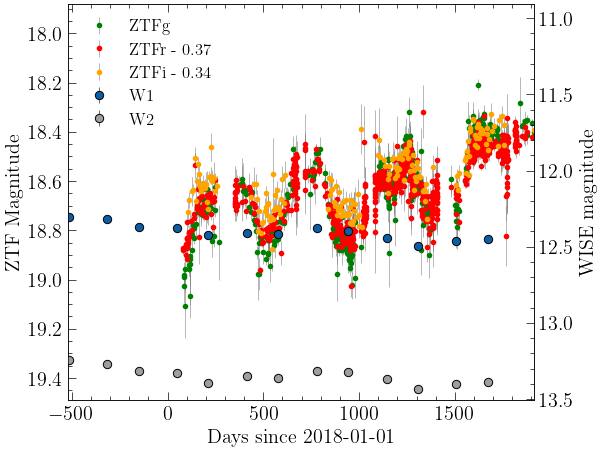 ZTFg
ZTFr - 0.37
ZTFi - 0.34
W1
W2
18.0
18.2
18.4
18.6
18.8
19.0
19.2
19.4
ZTF Magnitude
11.0
11.5
12.0
12.5
13.0
13.5
WISE magnitude
−500 0 500 1000 1500
Days since 2018-01-01